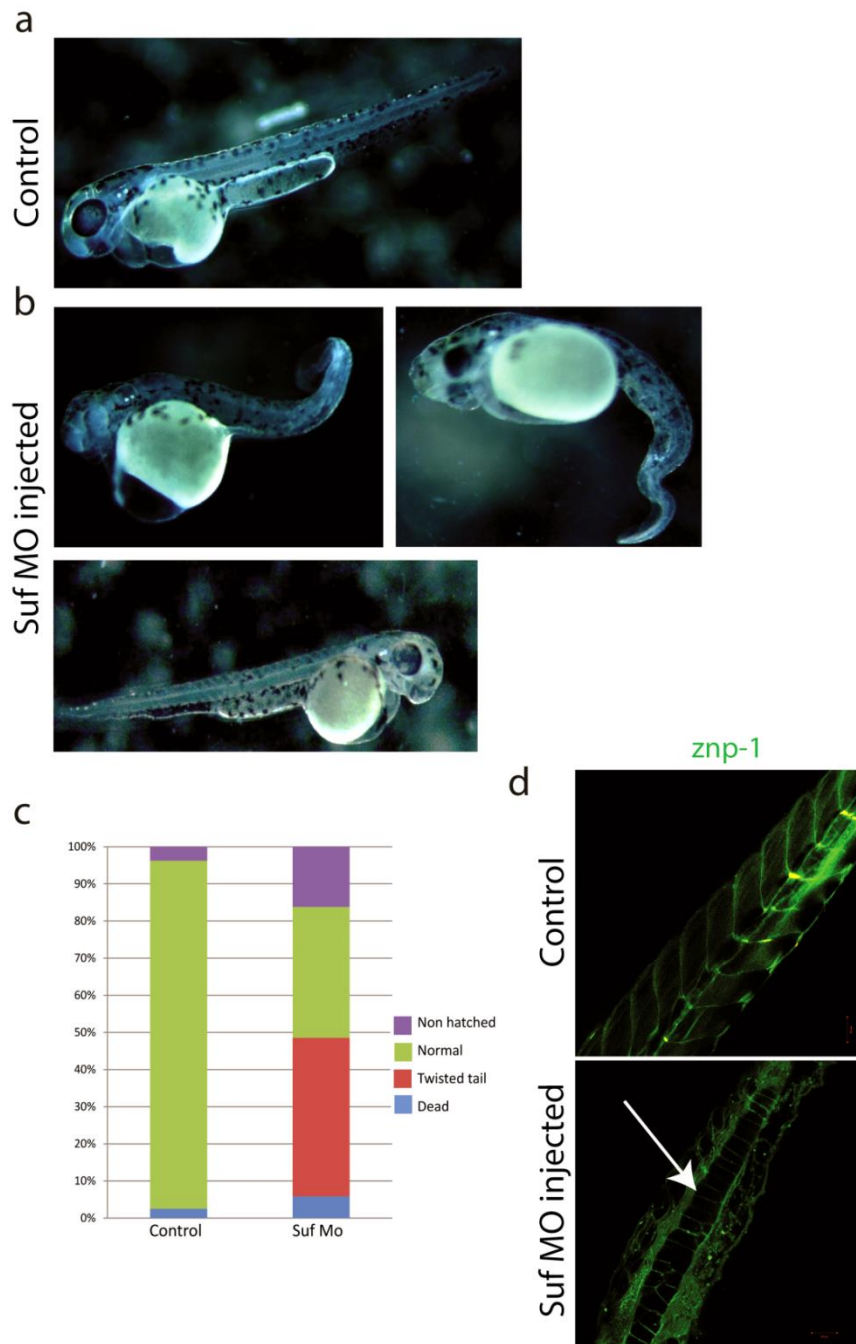 a
Control
b
Suf MO injected
c
100%
90%
80%
70%
60%
50%
40%
30%
20%
10%
0%
Control
Suf Mo
Non hatched
Normal
Twisted tail
Dead
znp-1
d
Control
Suf MO injected